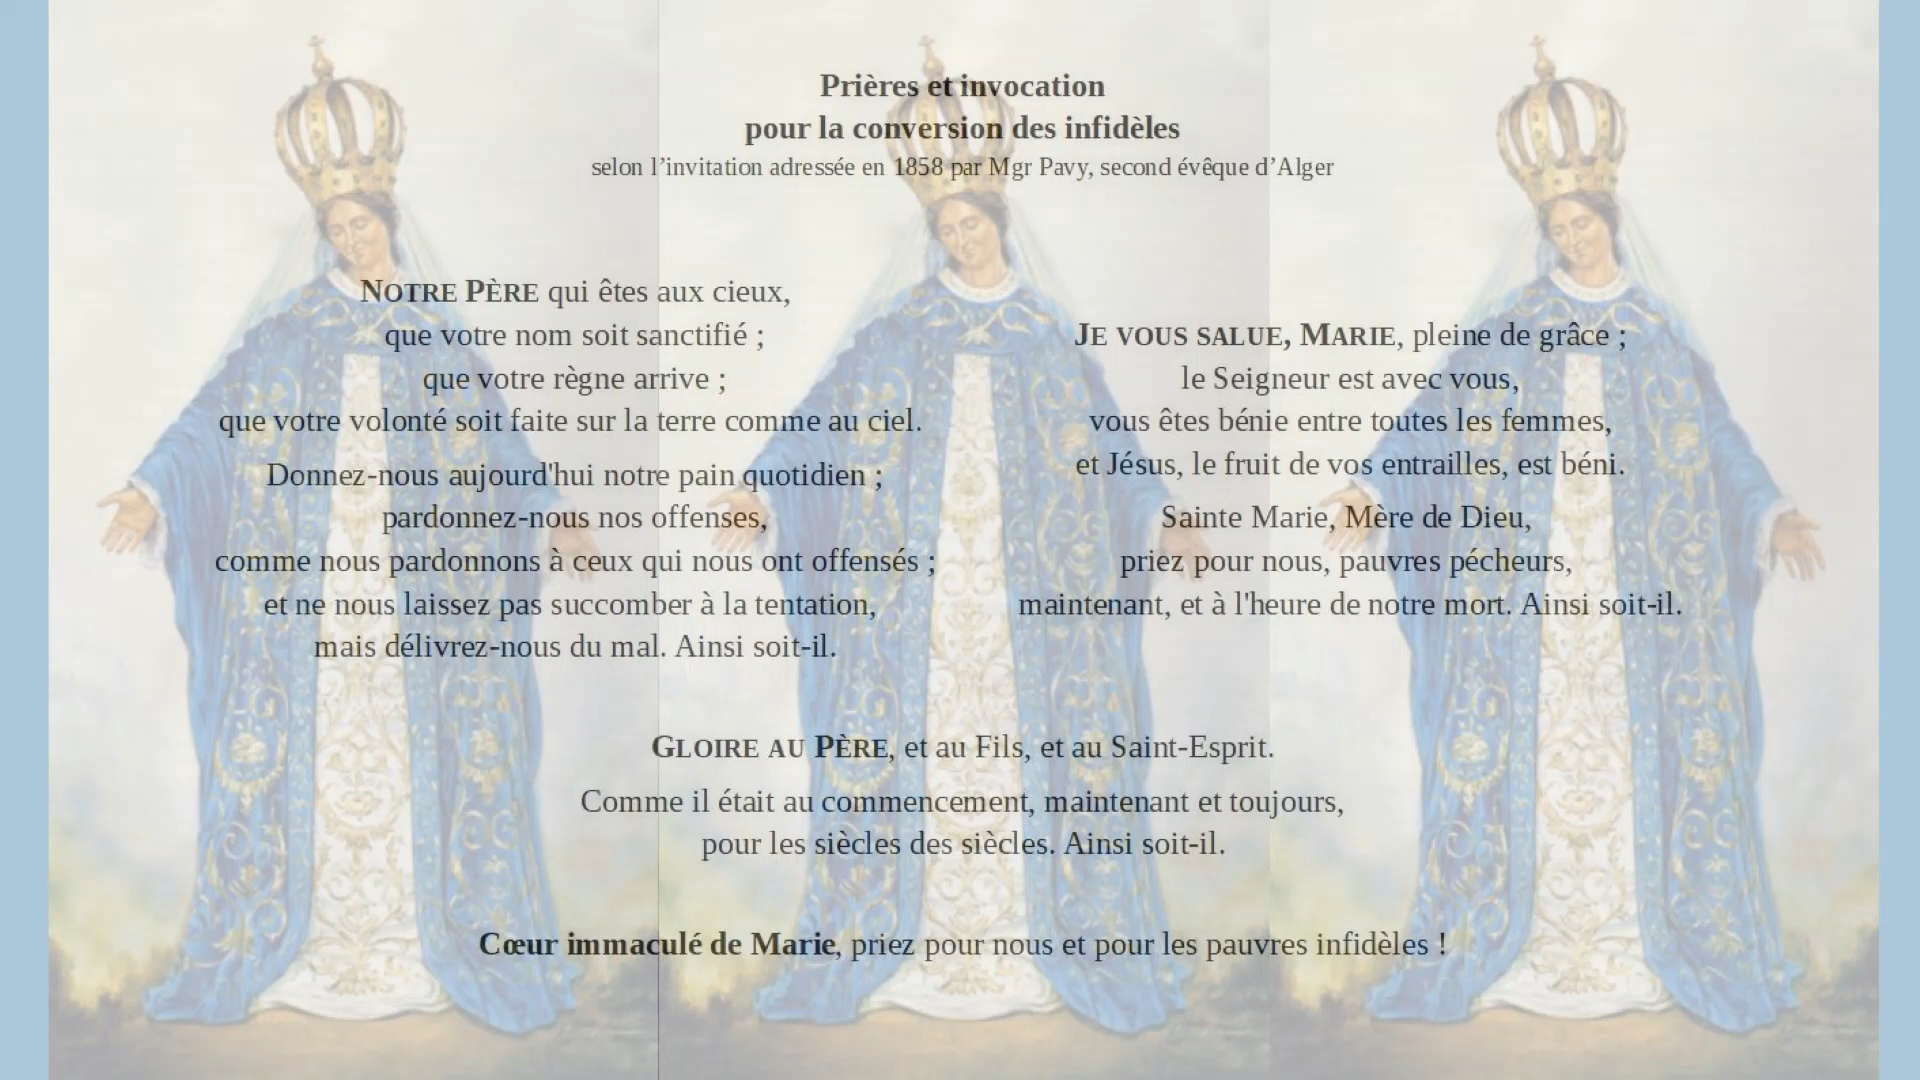 Prières et invocation
pour la conversion des infidèles
selon l’invitation adressée en 1858 par Mgr Pavy, second évêque d’Alger
NOTRE PÈRE qui êtes aux cieux,
que votre nom soit sanctifié ;
que votre règne arrive ;
que votre volonté soit faite sur la terre comme au ciel.
Donnez-nous aujourd'hui notre pain quotidien ;
pardonnez-nous nos offenses,
comme nous pardonnons à ceux qui nous ont offensés ;
et ne nous laissez pas succomber à la tentation,
mais délivrez-nous du mal. Ainsi soit-il.
JE VOUS SALUE, MARIE, pleine de grâce ;
le Seigneur est avec vous,
vous êtes bénie entre toutes les femmes,
et Jésus, le fruit de vos entrailles, est béni.
Sainte Marie, Mère de Dieu,
priez pour nous, pauvres pécheurs,
maintenant, et à l'heure de notre mort. Ainsi soit-il.
GLOIRE AU PÈRE, et au Fils, et au Saint-Esprit.
Comme il était au commencement, maintenant et toujours,
pour les siècles des siècles. Ainsi soit-il.
Cœur immaculé de Marie, priez pour nous et pour les pauvres infidèles !